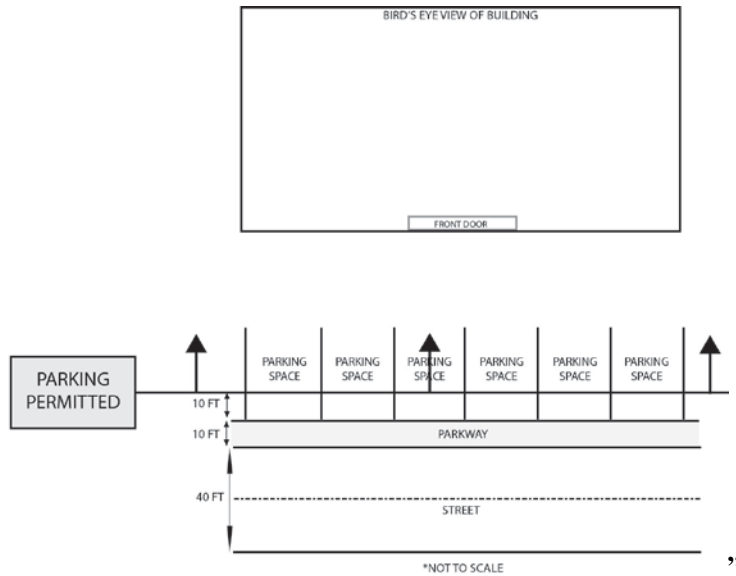 BIRD'S EYE VIEW OF BUILDING
FRONT DOOR
PARKING
SPACE
PARKING
SPACE
PARKING
SPACE
PARKING
SPACE
PARKING
SPACE
PARKING
SPACE
PARKING
PERMITTED
10 FT
10 FT
PARKWAY
40 FT
STREET
*NOT TO SCALE